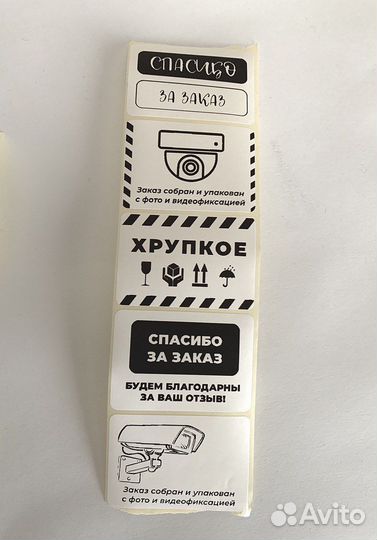 СПАСИБО
ЗА ЗАКАЗ
Заказ собран и упакован
с фото и видеофиксацией
ХРУПКОЕ
СПАСИБО
ЗА ЗАКАЗ
БУДЕМ БЛАГОДАРНЫ
ЗА ВАШ ОТЗЫВ!
Заказ собран и упакован
с фото и видеофиксацией
Avito